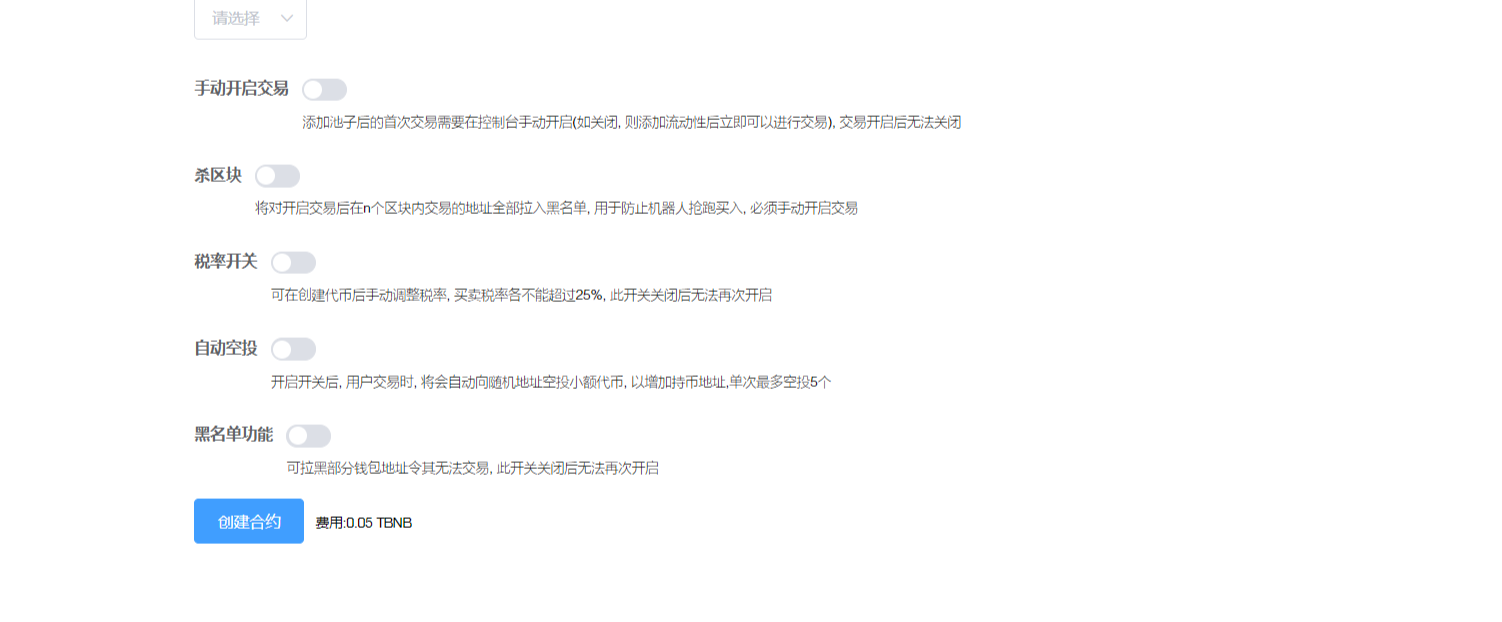 请选择
手动开启交易
添加池子后的首次交易需要在控制台手动开启(如关闭, 则添加流动性后立即可以进行交易), 交易开启后无法关闭
杀区块
将对开启交易后在n个区块内交易的地址全部拉入黑名单, 用于防止机器人抢跑买入, 必须手动开启交易
税率开关
可在创建代币后手动调整税率, 买卖税率各不能超过25%, 此开关关闭后无法再次开启
自动空投
开启开关后, 用户交易时, 将会自动向随机地址空投小额代币, 以增加持币地址,单次最多空投5个
黑名单功能
可拉黑部分钱包地址令其无法交易, 此开关关闭后无法再次开启
创建合约 费用:0.05 TBNB